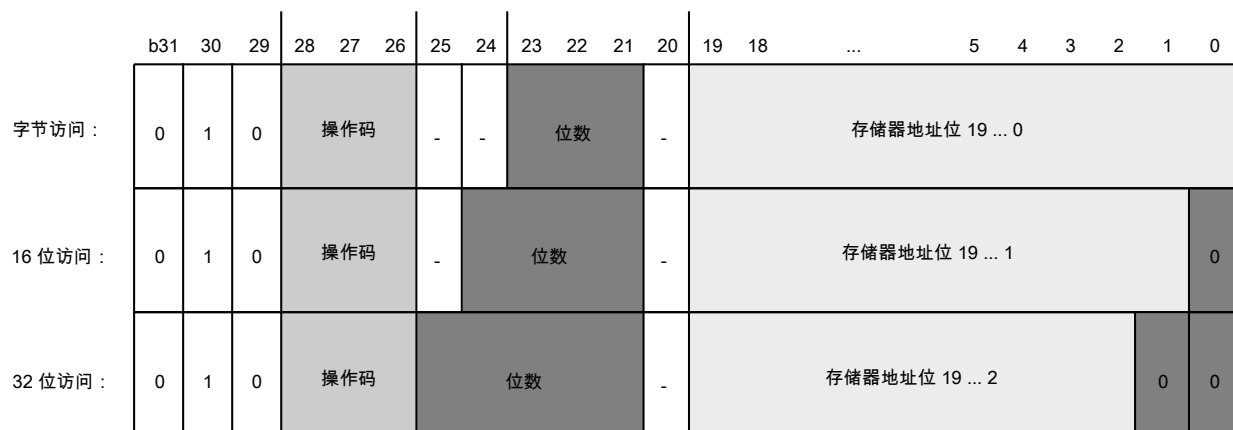 b31 30 29 28 27 26 25 24 23 22 21 20 19 18 ... 5 4 3 2 1 0
字节访问： 0 1 0 操作码 - - 位数 - 存储器地址位 19 ... 0
16 位访问： 0 1 0 操作码 - 位数 - 存储器地址位 19 ... 1 0
32 位访问： 0 1 0 操作码 位数 - 存储器地址位 19 ... 2 0 0